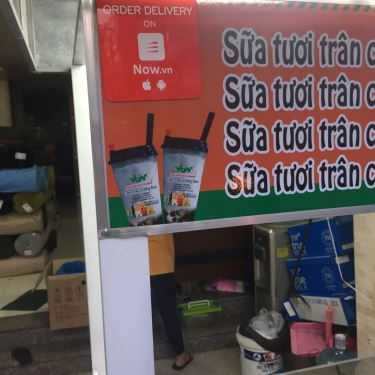 ORDER DELIVERY
ON
Now.vn
Sữa tươi trân c
Sữa tươi trân c
Sữa tươi trân c
Sữa tươi trân c